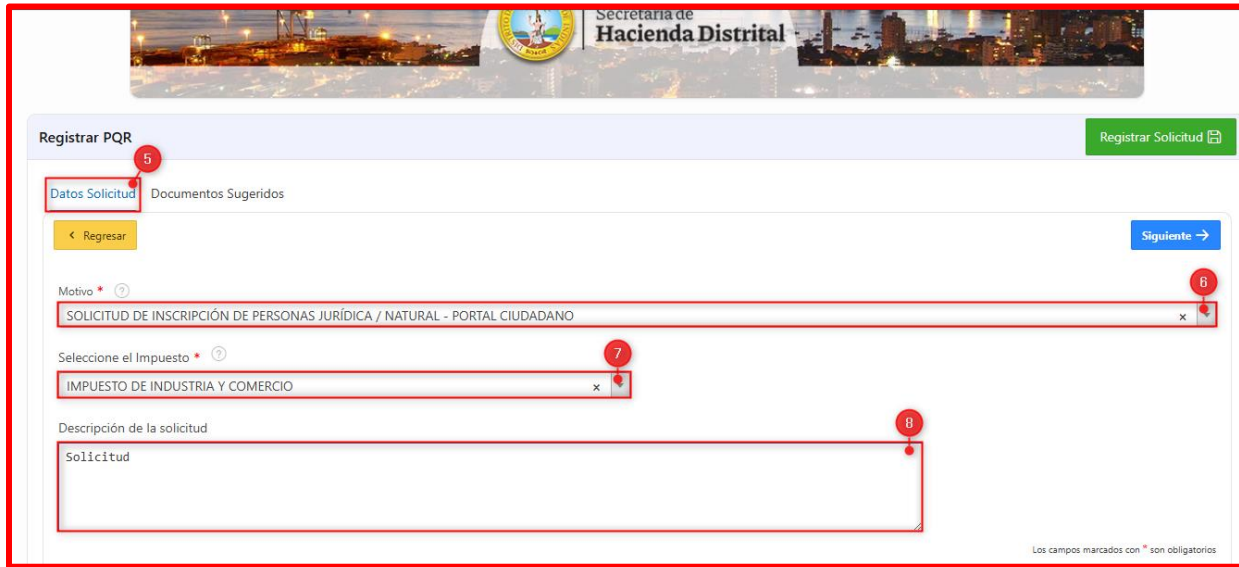 Secretaría de
Hacienda Distrital
Registrar PQR
Registrar Solicitud
5
Datos Solicitud Documentos Sugeridos
Regresar
Siguiente →
6
Motivo * ?
SOLICITUD DE INSCRIPCIÓN DE PERSONAS JURÍDICA / NATURAL - PORTAL CIUDADANO ×
7
Seleccione el Impuesto * ?
IMPUESTO DE INDUSTRIA Y COMERCIO ×
8
Descripción de la solicitud
Solicitud
Los campos marcados con * son obligatorios